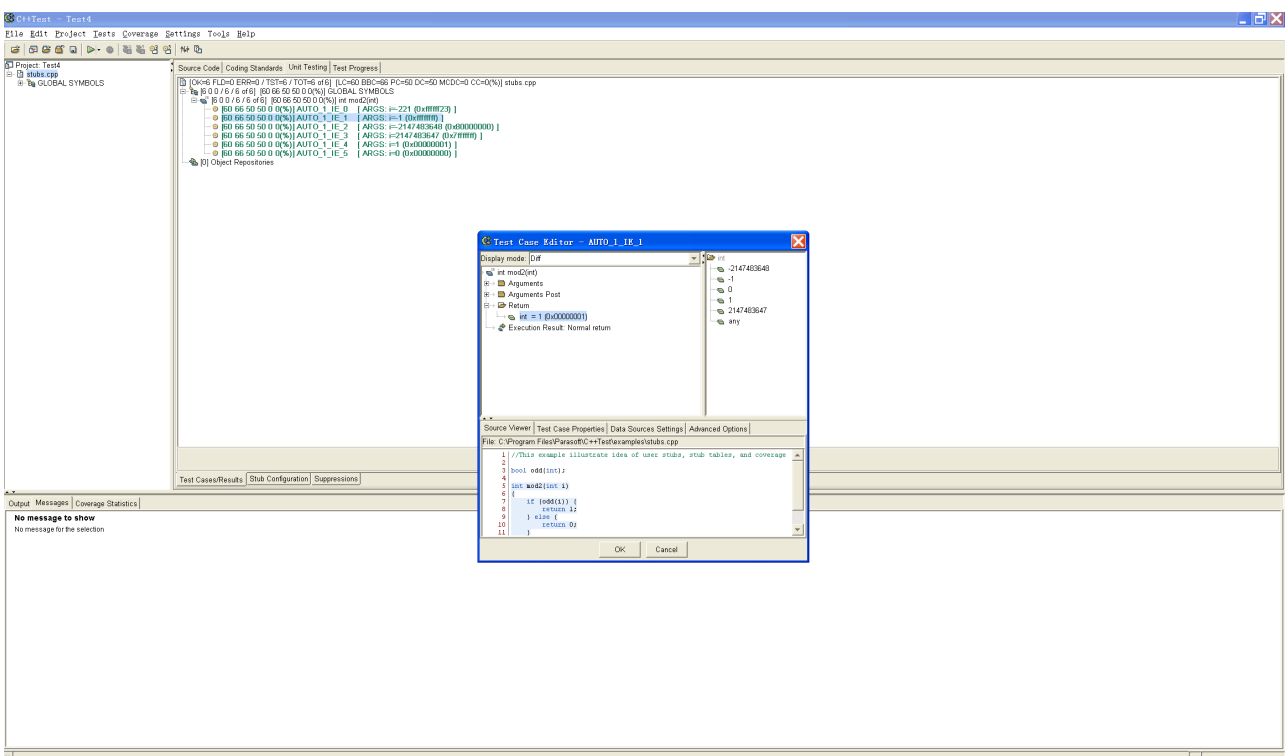 C++Test - Test4
File Edit Project Tests Coverage Settings Tools Help
Project: Test4
stubs.cpp
GLOBAL SYMBOLS
Source Code Coding Standards Unit Testing Test Progress
[OK=6 FLD=0 ERR=0 / TST=6 / TOT=6 of 6] [LC=60 BBC=66 PC=50 DC=50 MCDC=0 CC=0(%)] stubs.cpp
[6 0 0 / 6 / 6 of 6] [60 66 50 50 0 0(%)] GLOBAL SYMBOLS
[6 0 0 / 6 / 6 of 6] [60 66 50 50 0 0(%)] int mod2(int)
[60 66 50 50 0 0(%)] AUTO_1_IE_0 [ ARGS: i=-221 (0xffffff23) ]
[60 66 50 50 0 0(%)] AUTO_1_IE_1 [ ARGS: i=-1 (0xffffffff) ]
[60 66 50 50 0 0(%)] AUTO_1_IE_2 [ ARGS: i=-2147483648 (0x80000000) ]
[60 66 50 50 0 0(%)] AUTO_1_IE_3 [ ARGS: i=2147483647 (0x7fffffff) ]
[60 66 50 50 0 0(%)] AUTO_1_IE_4 [ ARGS: i=1 (0x00000001) ]
[60 66 50 50 0 0(%)] AUTO_1_IE_5 [ ARGS: i=0 (0x00000000) ]
[0] Object Repositories
Test Case Editor - AUTO_1_IE_1
Display mode: Diff
int mod2(int)
Arguments
Arguments Post
Return
int = 1 (0x00000001)
Execution Result: Normal return
int
-2147483648
-1
0
1
2147483647
any
Source Viewer Test Case Properties Data Sources Settings Advanced Options
File: C:\Program Files\Parasoft\C++Test\examples\stubs.cpp
1 //This example illustrate idea of user stubs, stub tables, and coverage
2
3 bool odd(int);
4
5 int mod2(int i)
6 {
7 if (odd(i)) {
8 return 1;
9 } else {
10 return 0;
11 }
OK Cancel
Test Cases/Results Stub Configuration Suppressions
Output Messages Coverage Statistics
No message to show
No message for the selection